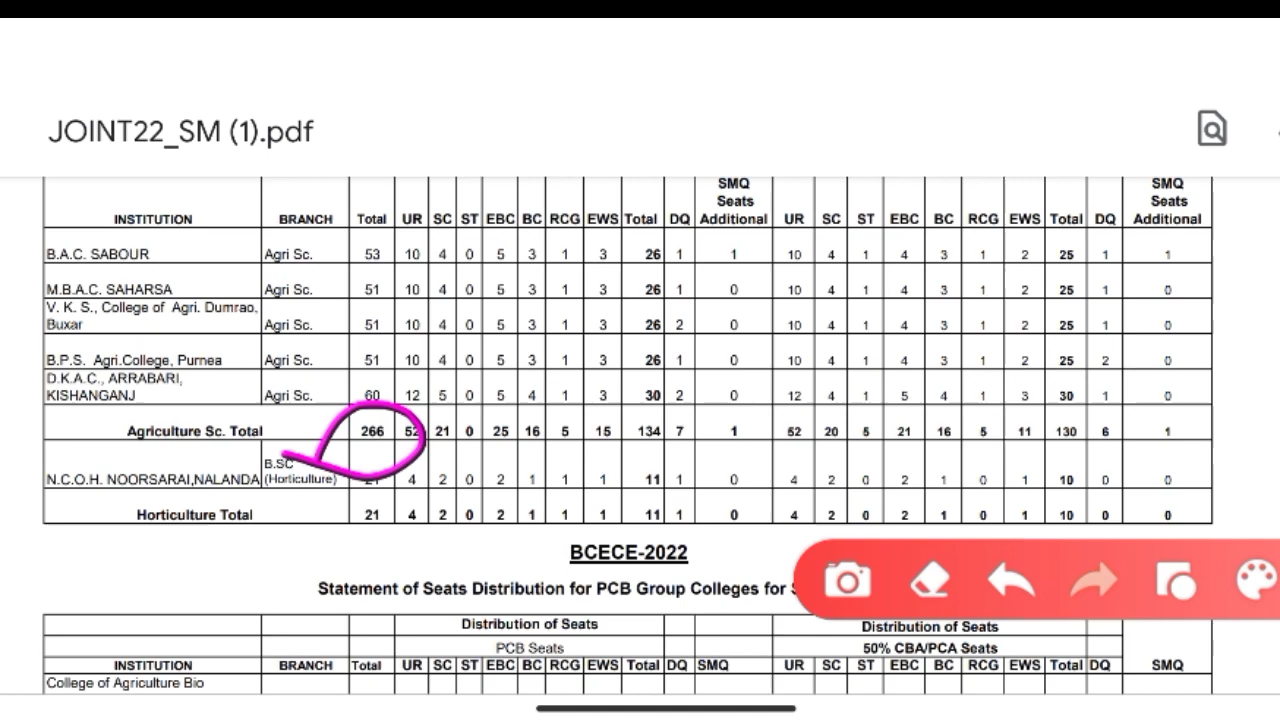 JOINT22_SM (1).pdf
SMQ SMQ
Seats Seats
INSTITUTION BRANCH Total UR SC ST EBC BC RCG EWS Total DQ Additional UR SC ST EBC BC RCG EWS Total DQ Additional
B.A.C. SABOUR Agri Sc. 53 10 4 0 5 3 1 3 26 1 1 10 4 1 4 3 1 2 25 1 1
M.B.A.C. SAHARSA Agri Sc. 51 10 4 0 5 3 1 3 26 1 0 10 4 1 4 3 1 2 25 1 0
V. K. S., College of Agri. Dumrao,
Buxar Agri Sc. 51 10 4 0 5 3 1 3 26 2 0 10 4 1 4 3 1 2 25 1 0
B.P.S. Agri.College, Purnea Agri Sc. 51 10 4 0 5 3 1 3 26 1 0 10 4 1 4 3 1 2 25 2 0
D.K.A.C., ARRABARI,
KISHANGANJ Agri Sc. 60 12 5 0 5 4 1 3 30 2 0 12 4 1 5 4 1 3 30 1 0
Agriculture Sc. Total 266 52 21 0 25 16 5 15 134 7 1 52 20 5 21 16 5 11 130 6 1
B.SC
N.C.O.H. NOORSARAI,NALANDA (Horticulture) 4 2 0 2 1 1 1 11 1 0 4 2 0 2 1 0 1 10 0 0
Horticulture Total 21 4 2 0 2 1 1 1 11 1 0 4 2 0 2 1 0 1 10 0 0
BCECE-2022
Statement of Seats Distribution for PCB Group Colleges for
Distribution of Seats Distribution of Seats
PCB Seats 50% CBA/PCA Seats
INSTITUTION BRANCH Total UR SC ST EBC BC RCG EWS Total DQ SMQ UR SC ST EBC BC RCG EWS Total DQ SMQ
College of Agriculture Bio